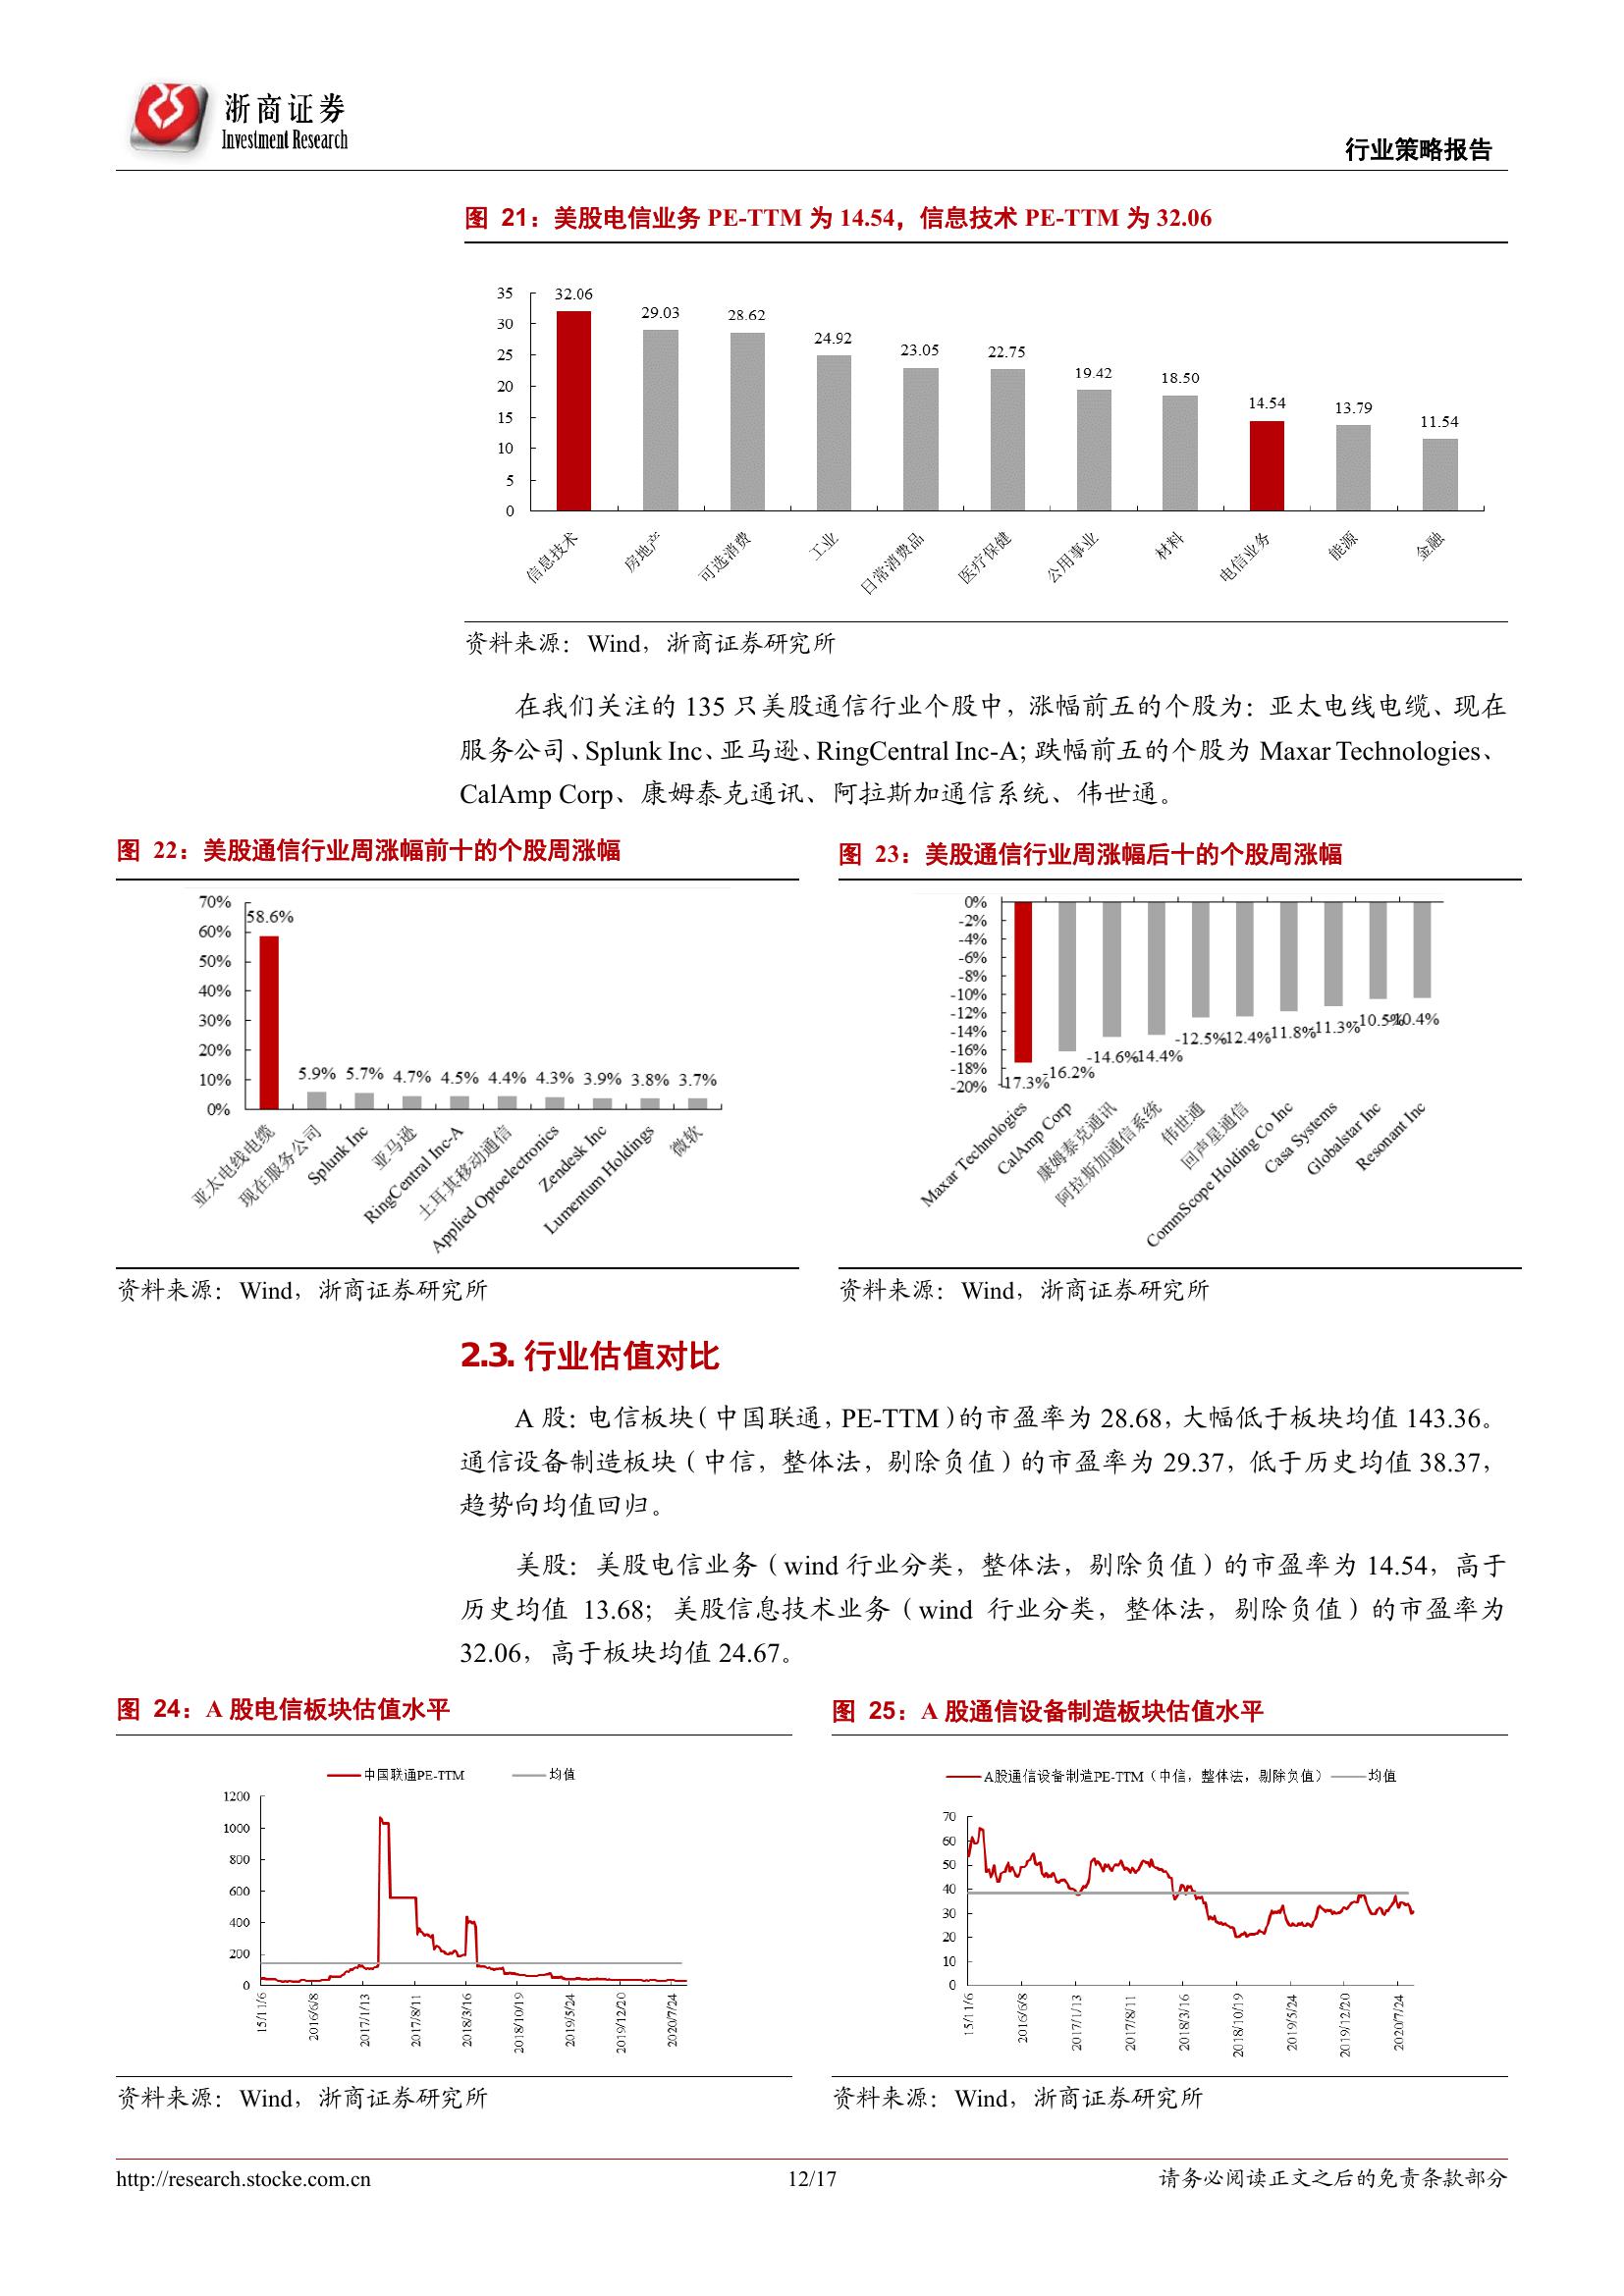 浙商证券
Investment Research
行业策略报告
图 21：美股电信业务 PE-TTM 为 14.54，信息技术 PE-TTM 为 32.06
35
30
25
20
15
10
5
0
32.06
29.03
28.62
24.92
23.05
22.75
19.42
18.50
14.54
13.79
11.54
信息技术
房地产
可选消费
工业
日常消费品
医疗保健
公用事业
材料
电信业务
能源
金融
资料来源：Wind，浙商证券研究所
在我们关注的 135 只美股通信行业个股中，涨幅前五的个股为：亚太电线电缆、现在
服务公司、Splunk Inc、亚马逊、RingCentral Inc-A；跌幅前五的个股为 Maxar Technologies、
CalAmp Corp、康姆泰克通讯、阿拉斯加通信系统、伟世通。
图 22：美股通信行业周涨幅前十的个股周涨幅
70%
60%
50%
40%
30%
20%
10%
0%
58.6%
5.9%
5.7%
4.7%
4.5%
4.4%
4.3%
3.9%
3.8%
3.7%
亚太电线电缆
现在服务公司
Splunk Inc
亚马逊
RingCentral Inc-A
土耳其移动通信
Applied Optoelectronics
Zendesk Inc
Lumentum Holdings
微软
资料来源：Wind，浙商证券研究所
图 23：美股通信行业周涨幅后十的个股周涨幅
0%
-2%
-4%
-6%
-8%
-10%
-12%
-14%
-16%
-18%
-20%
-17.3%
-16.2%
-14.6%
-14.4%
-12.5%
-12.4%
-11.8%
-11.3%
-10.5%
-10.4%
Maxar Technologies
CalAmp Corp
康姆泰克通讯
阿拉斯加通信系统
伟世通
回声星通信
CommScope Holding Co Inc
Casa Systems
Globalstar Inc
Resonant Inc
资料来源：Wind，浙商证券研究所
2.3. 行业估值对比
A 股：电信板块（中国联通，PE-TTM）的市盈率为 28.68，大幅低于板块均值 143.36。
通信设备制造板块（中信，整体法，剔除负值）的市盈率为 29.37，低于历史均值 38.37，
趋势向均值回归。
美股：美股电信业务（wind 行业分类，整体法，剔除负值）的市盈率为 14.54，高于
历史均值 13.68；美股信息技术业务（wind 行业分类，整体法，剔除负值）的市盈率为
32.06，高于板块均值 24.67。
图 24：A 股电信板块估值水平
中国联通PE-TTM
均值
1200
1000
800
600
400
200
0
15/11/6
2016/6/8
2017/1/13
2017/8/11
2018/3/16
2018/10/19
2019/5/24
2019/12/20
2020/7/24
资料来源：Wind，浙商证券研究所
图 25：A 股通信设备制造板块估值水平
A股通信设备制造PE-TTM（中信，整体法，剔除负值）
均值
70
60
50
40
30
20
10
0
15/11/6
2016/6/8
2017/1/13
2017/8/11
2018/3/16
2018/10/19
2019/5/24
2019/12/20
2020/7/24
资料来源：Wind，浙商证券研究所
http://research.stocke.com.cn
12/17
请务必阅读正文之后的免责条款部分